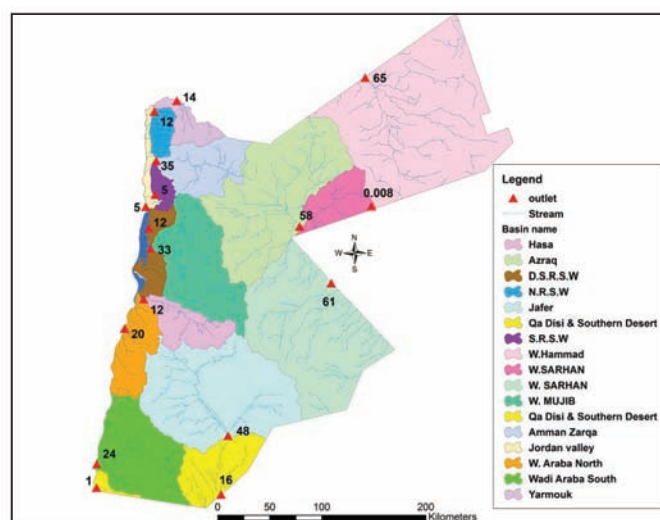 65
14
12
35
5
5
0.008
58
12
33
N
W E
S
61
12
20
48
24
1
16
0 50 100 200
Kilometers
Legend
outlet
Stream
Basin name
Hasa
Azraq
D.S.R.S.W
N.R.S.W
Jafer
Qa Disi & Southern Desert
S.R.S.W
W.Hammad
W.SARHAN
W. SARHAN
W. MUJIB
Qa Disi & Southern Desert
Amman Zarqa
Jordan valley
W. Araba North
Wadi Araba South
Yarmouk